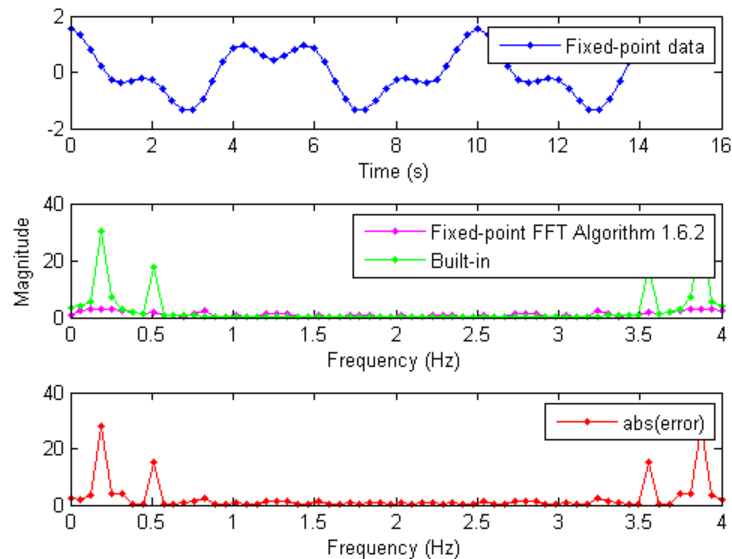 2
0
-2
Fixed-point data
0 2 4 6 8 10 12 14 16
Time (s)
Magnitude
40
20
0
Fixed-point FFT Algorithm 1.6.2
Built-in
0 0.5 1 1.5 2 2.5 3 3.5 4
Frequency (Hz)
40
20
0
abs(error)
0 0.5 1 1.5 2 2.5 3 3.5 4
Frequency (Hz)